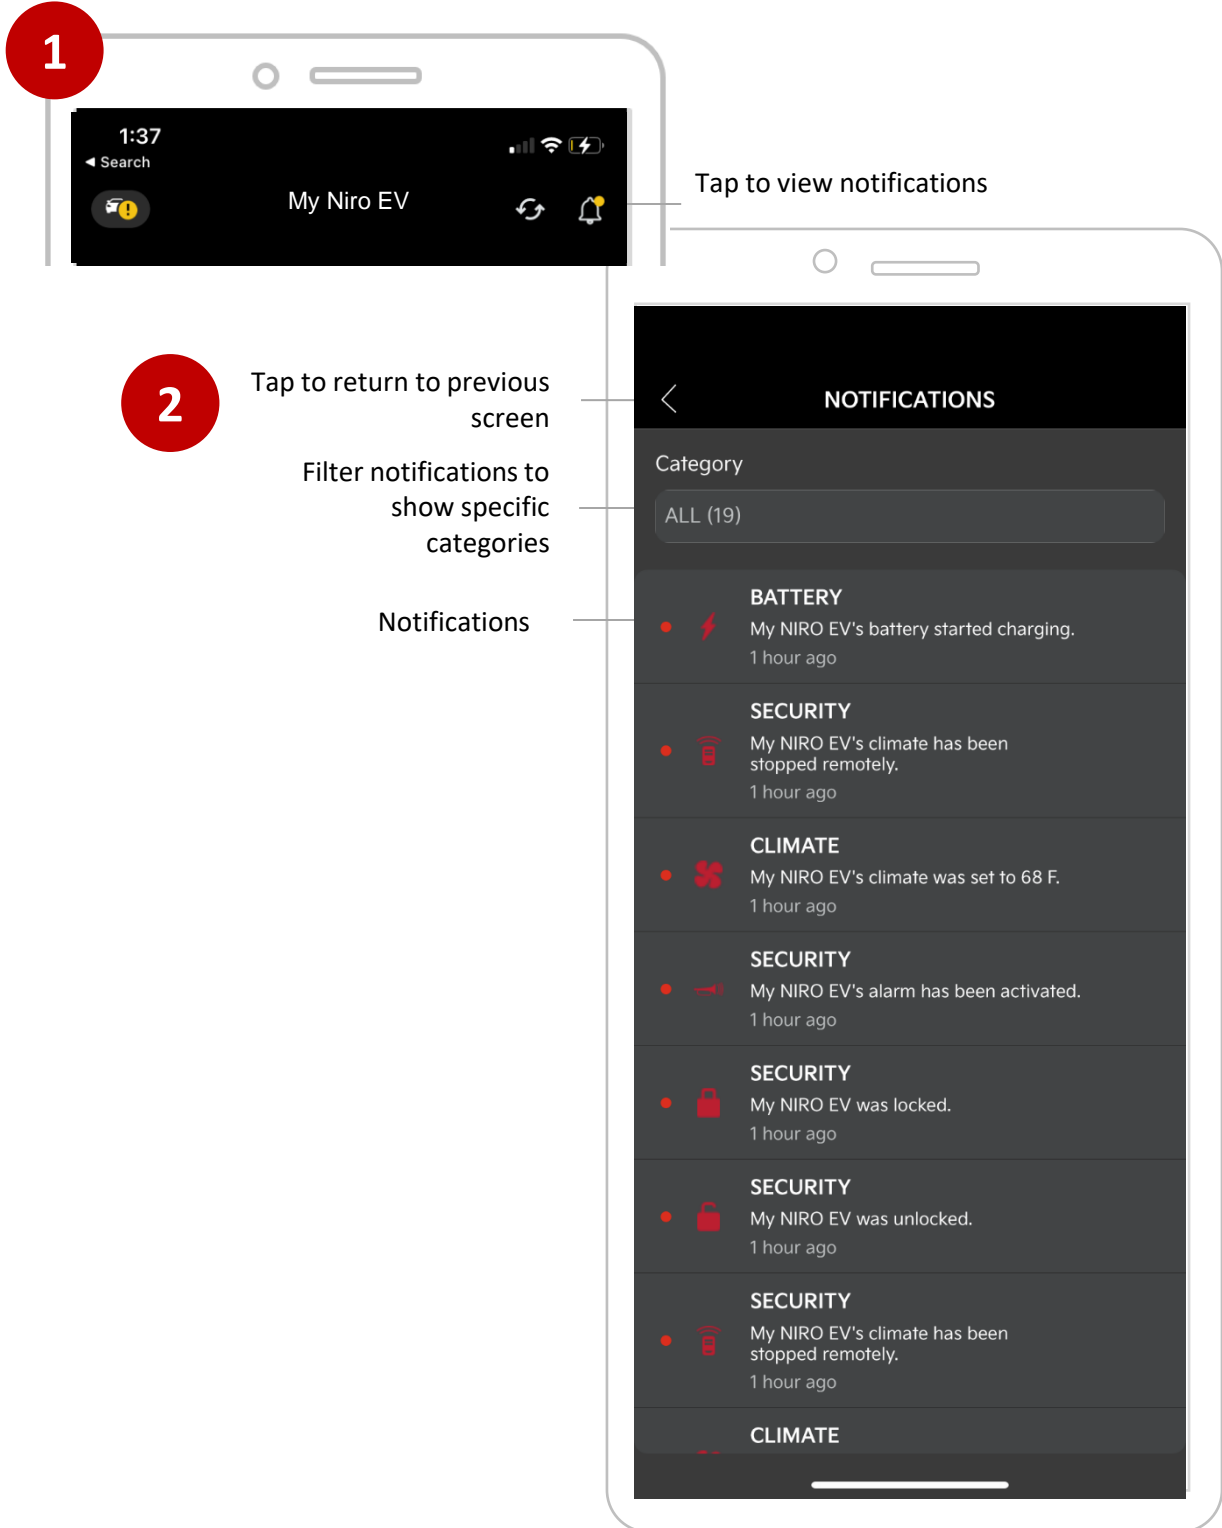 1
1:37
◀ Search
My Niro EV
Tap to view notifications
2
Tap to return to previous
screen
Filter notifications to
show specific
categories
Notifications
NOTIFICATIONS
Category
ALL (19)
BATTERY
My NIRO EV's battery started charging.
1 hour ago
SECURITY
My NIRO EV's climate has been
stopped remotely.
1 hour ago
CLIMATE
My NIRO EV's climate was set to 68 F.
1 hour ago
SECURITY
My NIRO EV's alarm has been activated.
1 hour ago
SECURITY
My NIRO EV was locked.
1 hour ago
SECURITY
My NIRO EV was unlocked.
1 hour ago
SECURITY
My NIRO EV's climate has been
stopped remotely.
1 hour ago
CLIMATE